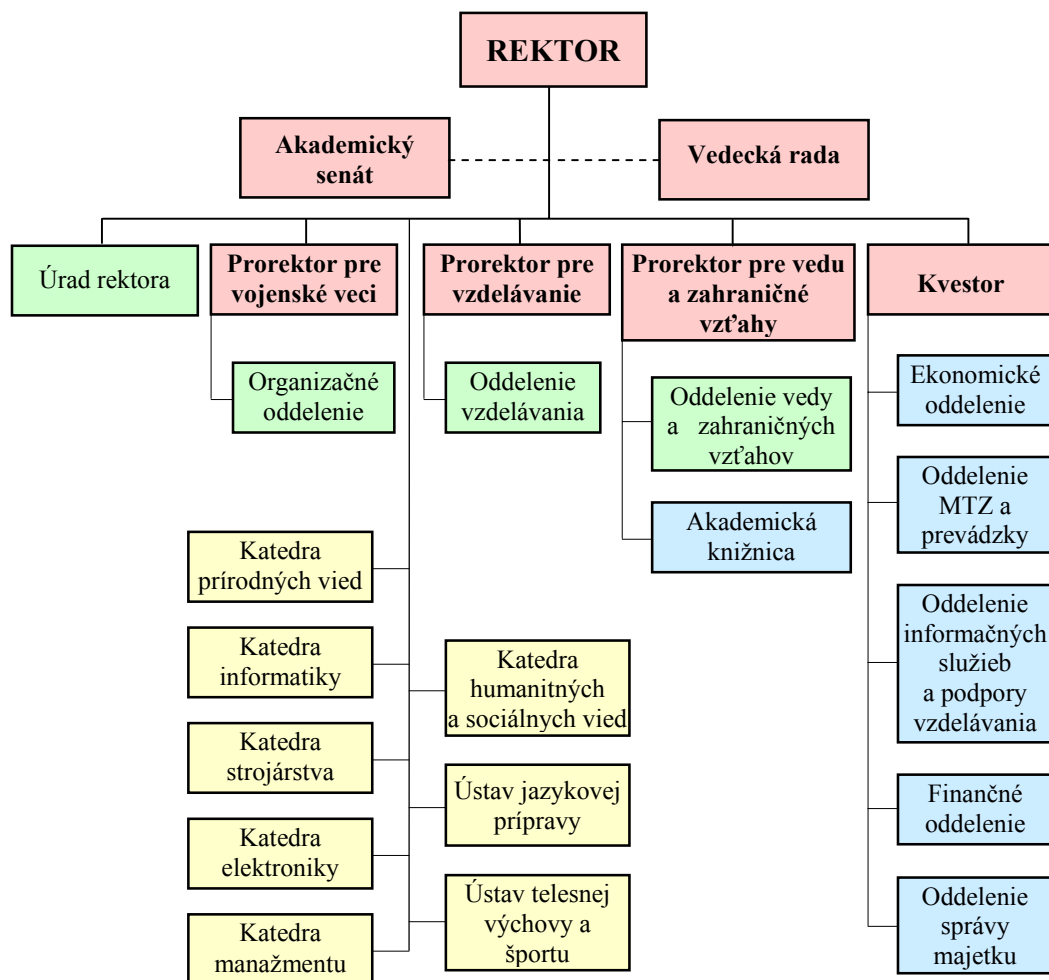 REKTOR
Akademický
senát
Vedecká rada
Úrad rektora
Prorektor pre
vojenské veci
Prorektor pre
vzdelávanie
Prorektor pre vedu
a zahraničné
vzťahy
Kvestor
Organizačné
oddelenie
Oddelenie
vzdelávania
Oddelenie vedy
a zahraničných
vzťahov
Akademická
knižnica
Ekonomické
oddelenie
Oddelenie
MTZ a
prevádzky
Oddelenie
informačných
služieb
a podpory
vzdelávania
Finančné
oddelenie
Oddelenie
správy
majetku
Katedra
prírodných vied
Katedra
informatiky
Katedra
strojárstva
Katedra
elektroniky
Katedra
manažmentu
Katedra
humanitných
a sociálnych vied
Ústav jazykovej
prípravy
Ústav telesnej
výchovy a
športu